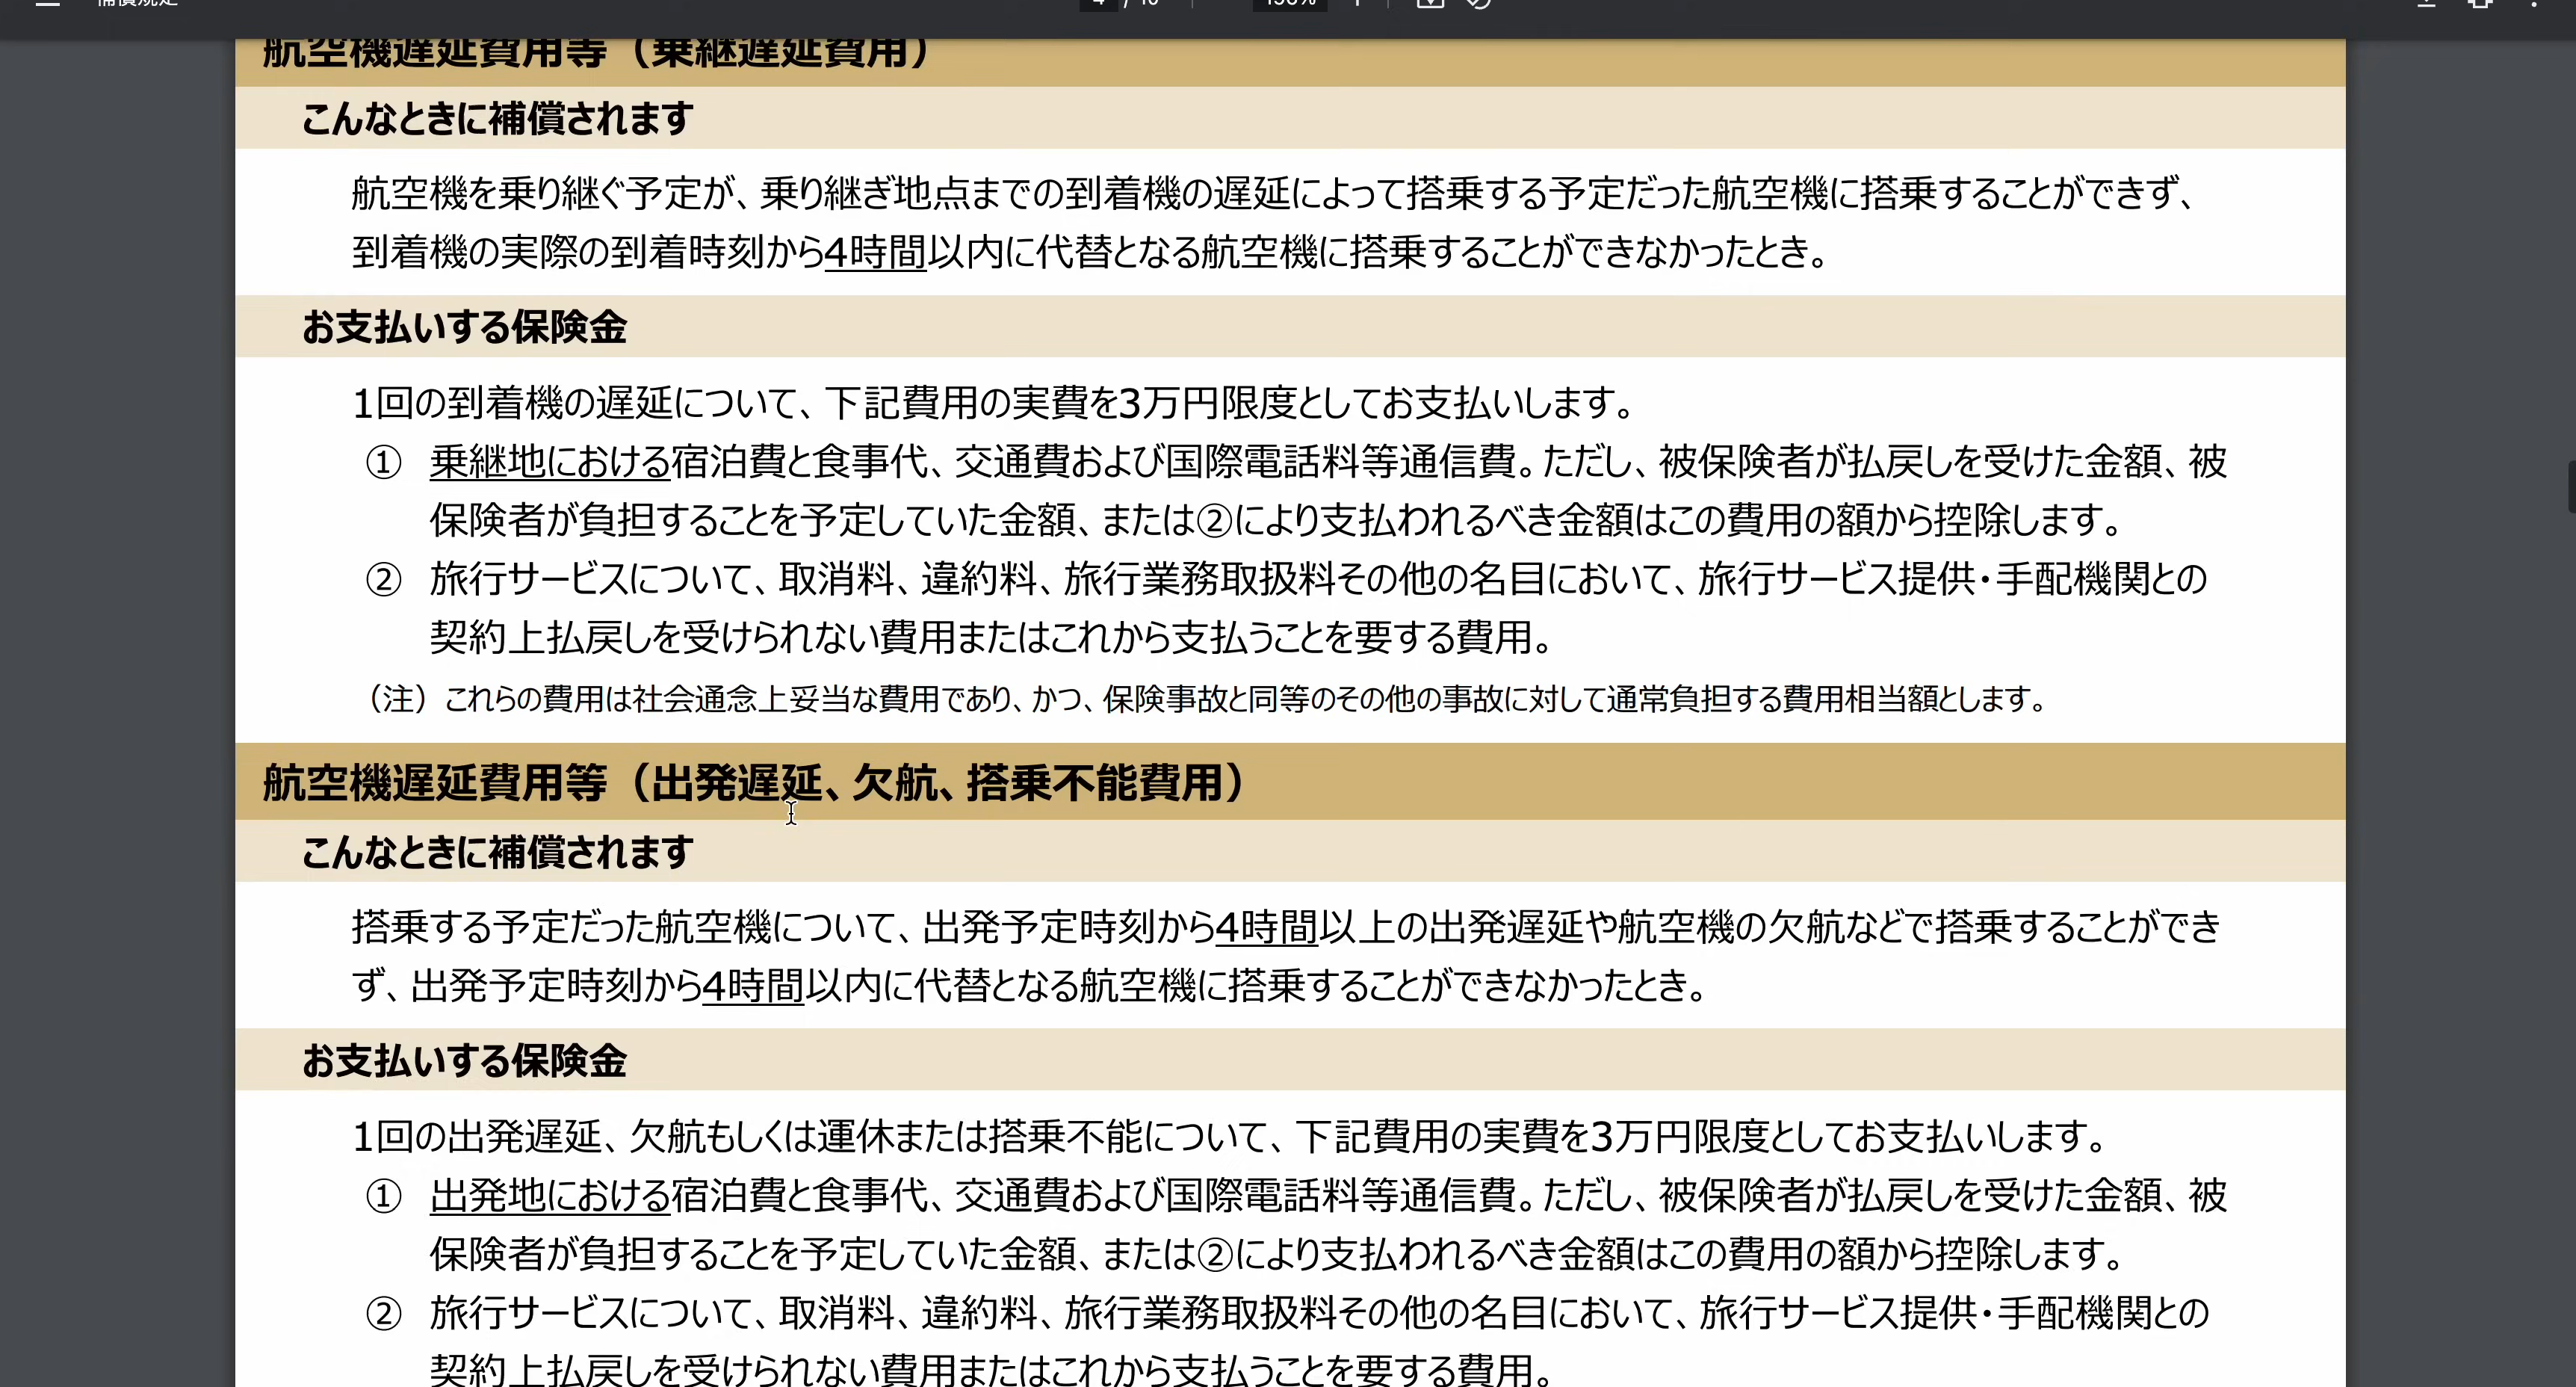 航空機遅延費用等（乗継遅延費用）
こんなときに補償されます
航空機を乗り継ぐ予定が、乗り継ぎ地点までの到着機の遅延によって搭乗する予定だった航空機に搭乗することができず、
到着機の実際の到着時刻から4時間以内に代替となる航空機に搭乗することができなかったとき。
お支払いする保険金
1回の到着機の遅延について、下記費用の実費を3万円限度としてお支払いします。
① 乗継地における宿泊費と食事代、交通費および国際電話料等通信費。ただし、被保険者が払戻しを受けた金額、被
保険者が負担することを予定していた金額、または②により支払われるべき金額はこの費用の額から控除します。
② 旅行サービスについて、取消料、違約料、旅行業務取扱料その他の名目において、旅行サービス提供・手配機関との
契約上払戻しを受けられない費用またはこれから支払うことを要する費用。
（注）これらの費用は社会通念上妥当な費用であり、かつ、保険事故と同等のその他の事故に対して通常負担する費用相当額とします。
航空機遅延費用等（出発遅延、欠航、搭乗不能費用）
こんなときに補償されます
搭乗する予定だった航空機について、出発予定時刻から4時間以上の出発遅延や航空機の欠航などで搭乗することができ
ず、出発予定時刻から4時間以内に代替となる航空機に搭乗することができなかったとき。
お支払いする保険金
1回の出発遅延、欠航もしくは運休または搭乗不能について、下記費用の実費を3万円限度としてお支払いします。
① 出発地における宿泊費と食事代、交通費および国際電話料等通信費。ただし、被保険者が払戻しを受けた金額、被
保険者が負担することを予定していた金額、または②により支払われるべき金額はこの費用の額から控除します。
② 旅行サービスについて、取消料、違約料、旅行業務取扱料その他の名目において、旅行サービス提供・手配機関との
契約上払戻しを受けられない費用またはこれから支払うことを要する費用。